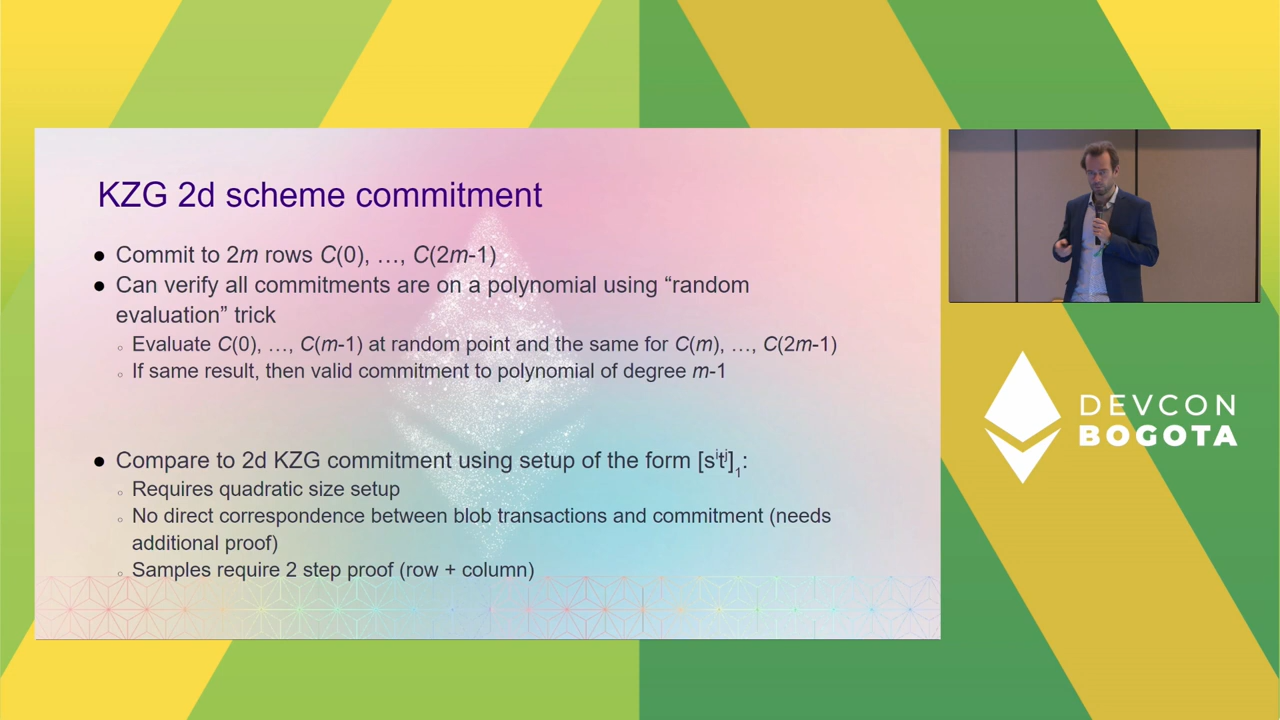 KZG 2d scheme commitment
● Commit to 2m rows C(0), …, C(2m-1)
● Can verify all commitments are on a polynomial using “random
evaluation” trick
○ Evaluate C(0), …, C(m-1) at random point and the same for C(m), …, C(2m-1)
○ If same result, then valid commitment to polynomial of degree m-1
● Compare to 2d KZG commitment using setup of the form [sⁱtʲ]₁:
○ Requires quadratic size setup
○ No direct correspondence between blob transactions and commitment (needs
additional proof)
○ Samples require 2 step proof (row + column)
DEVCON
BOGOTA